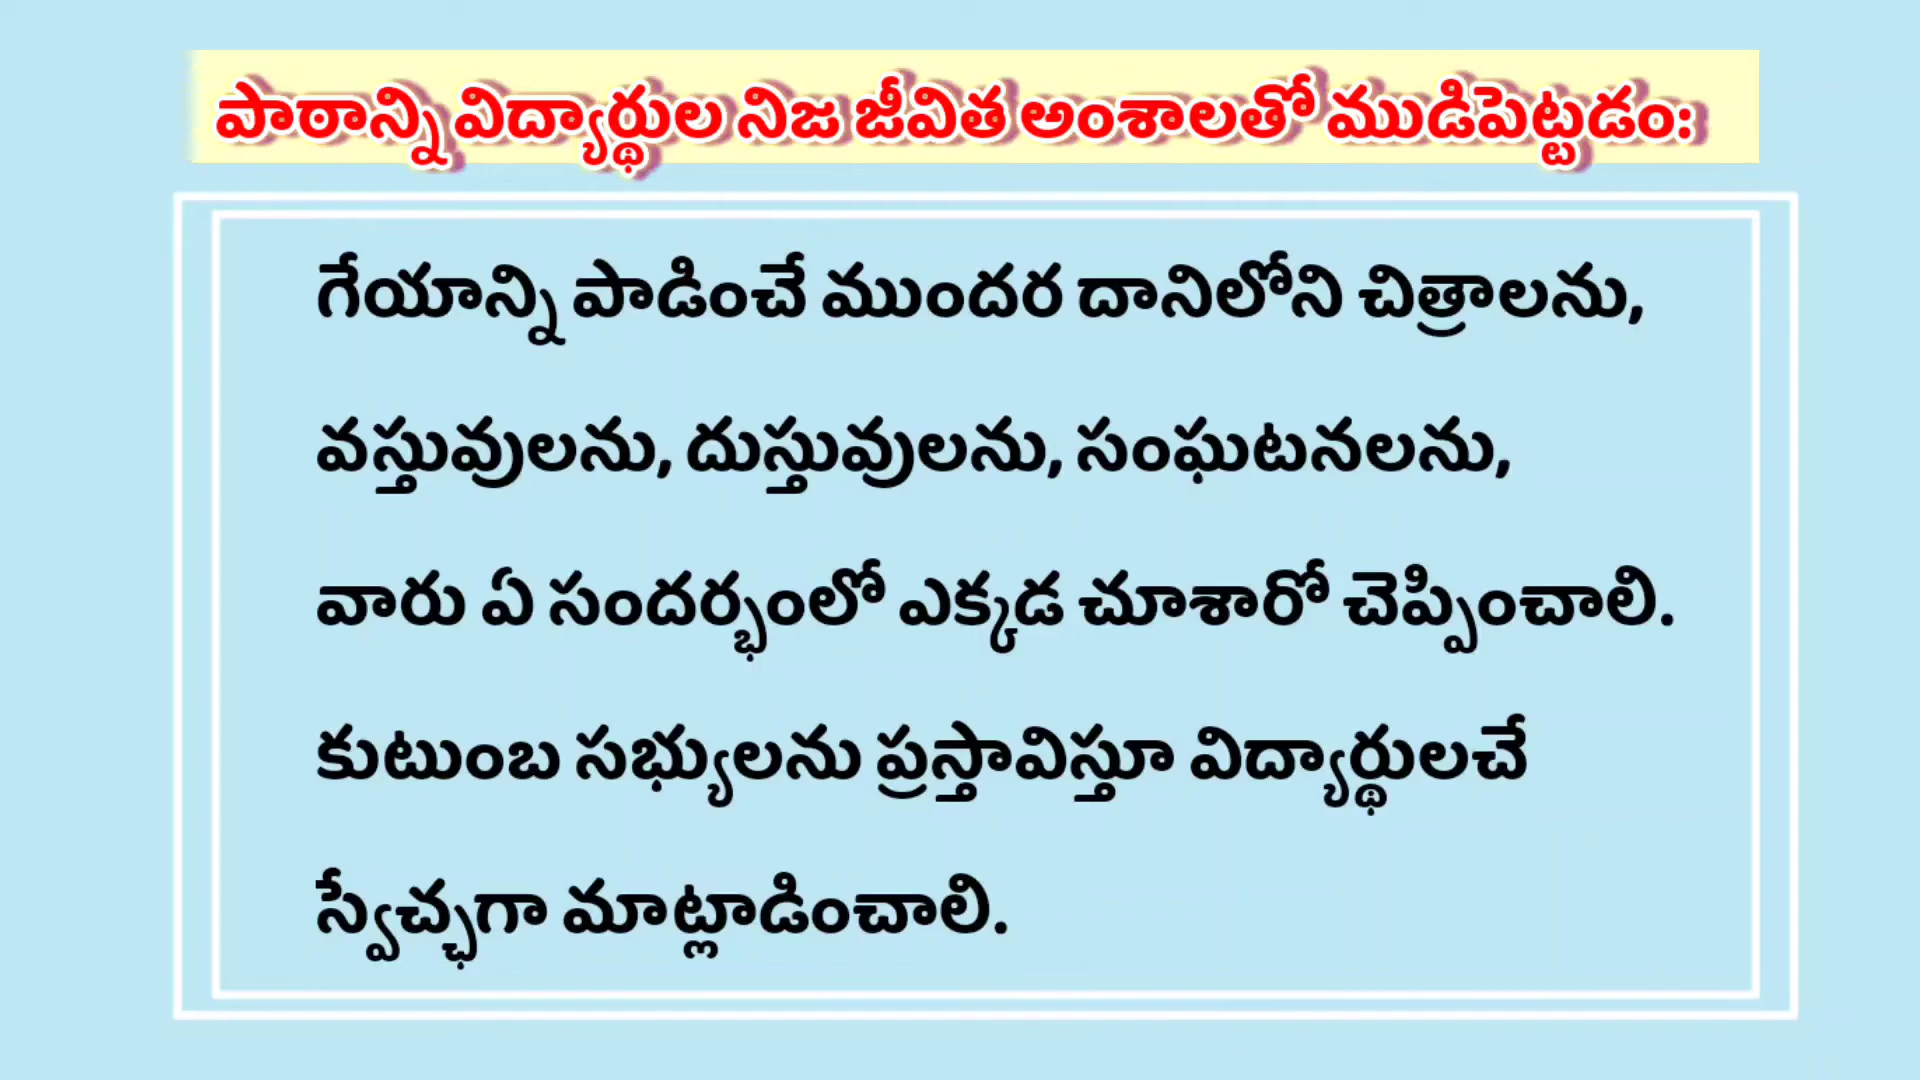 పాఠాన్ని విద్యార్థుల నిజ జీవిత అంశాలతో ముడిపెట్టడం:
గేయాన్ని పాడించే ముందర దానిలోని చిత్రాలను,
వస్తువులను, దుస్తువులను, సంఘటనలను,
వారు ఏ సందర్భంలో ఎక్కడ చూశారో చెప్పించాలి.
కుటుంబ సభ్యులను ప్రస్తావిస్తూ విద్యార్థులచే
స్వేచ్ఛగా మాట్లాడించాలి.